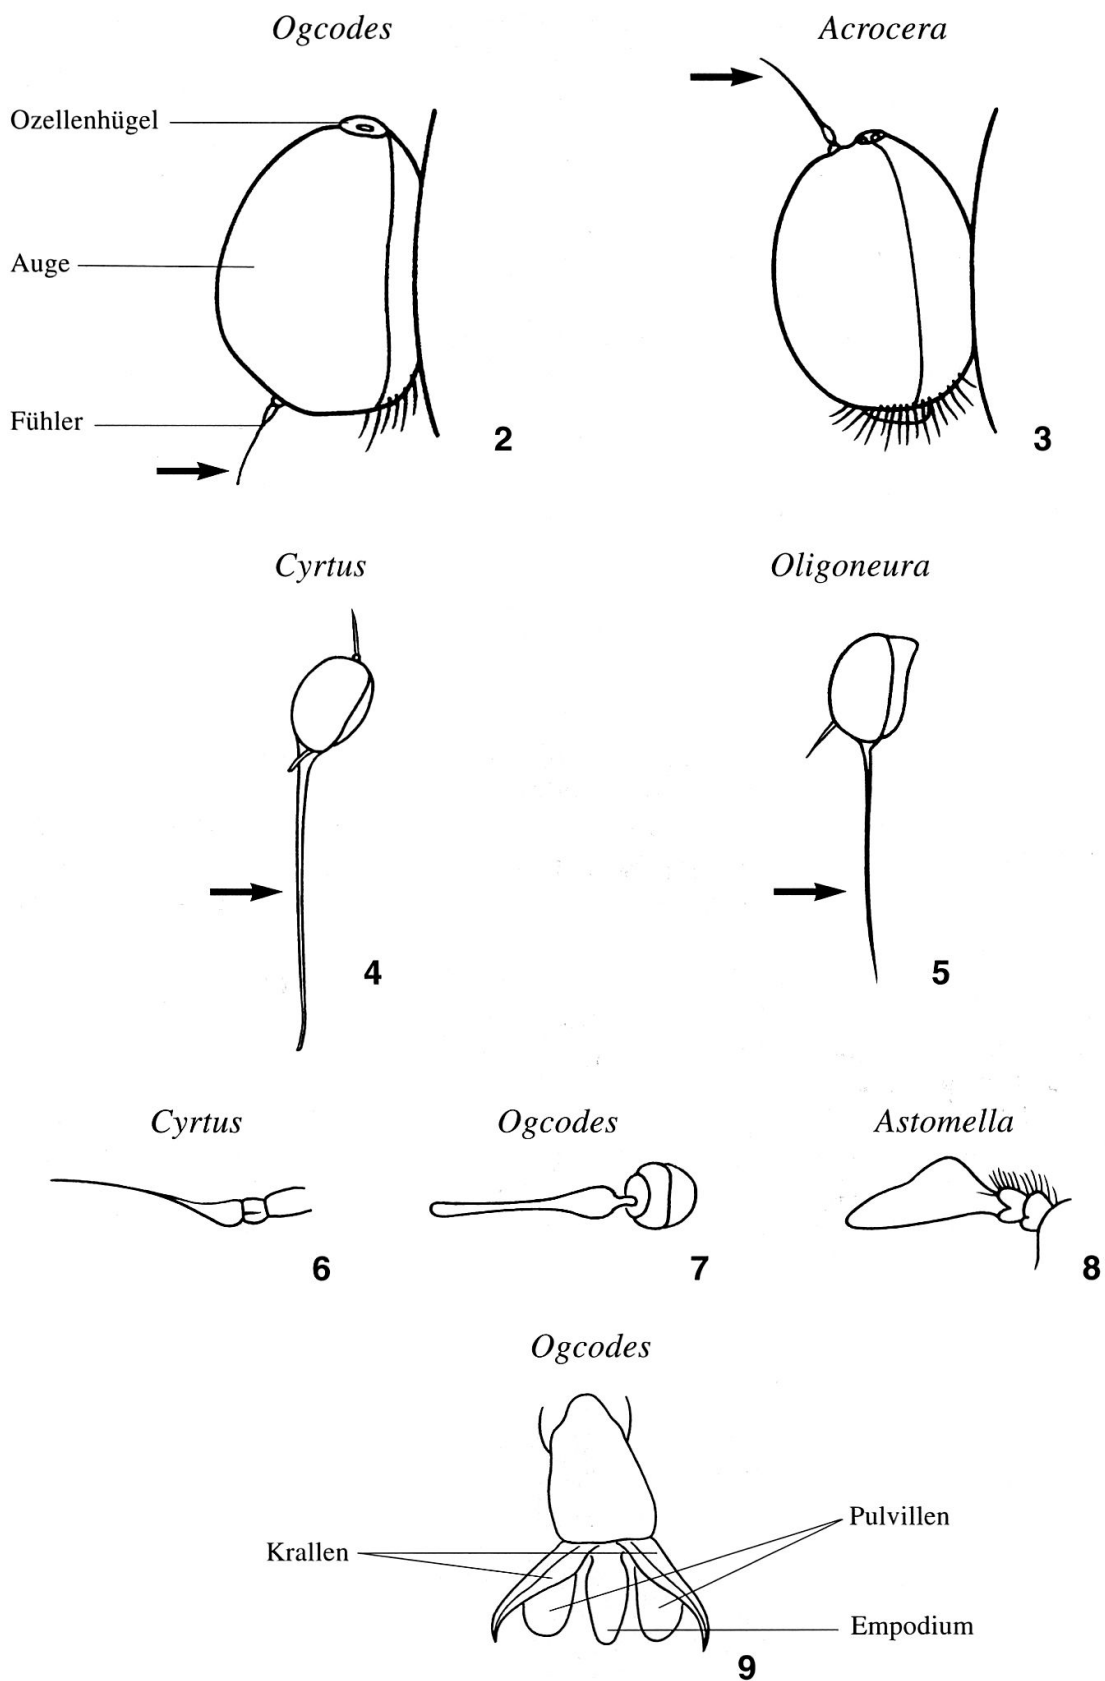 Ogcodes
Acrocera
Ozellenhügel
Auge
Fühler
2
3
Cyrtus
Oligoneura
4
5
Cyrtus
Ogcodes
Astomella
6
7
8
Ogcodes
Krallen
Pulvillen
Empodium
9